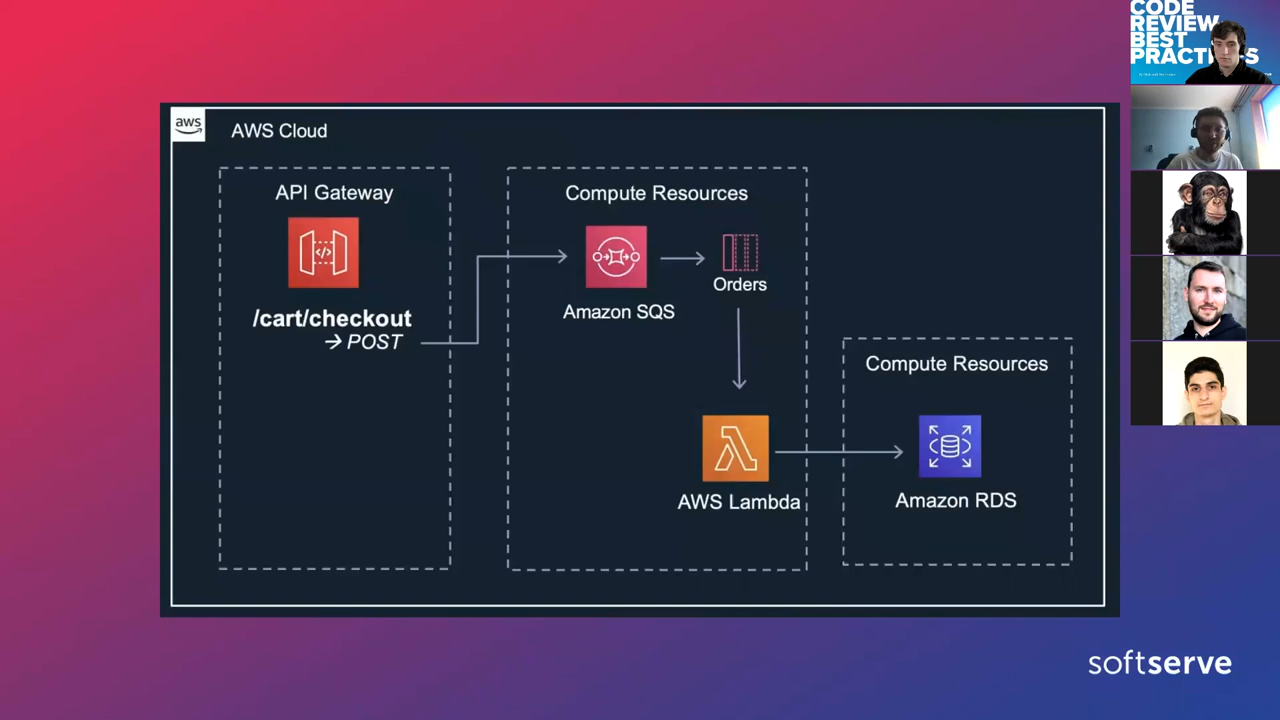 aws
AWS Cloud
API Gateway
/cart/checkout
→ POST
Compute Resources
Amazon SQS
Orders
AWS Lambda
Compute Resources
Amazon RDS
softserve
CODE
REVIEW
BEST